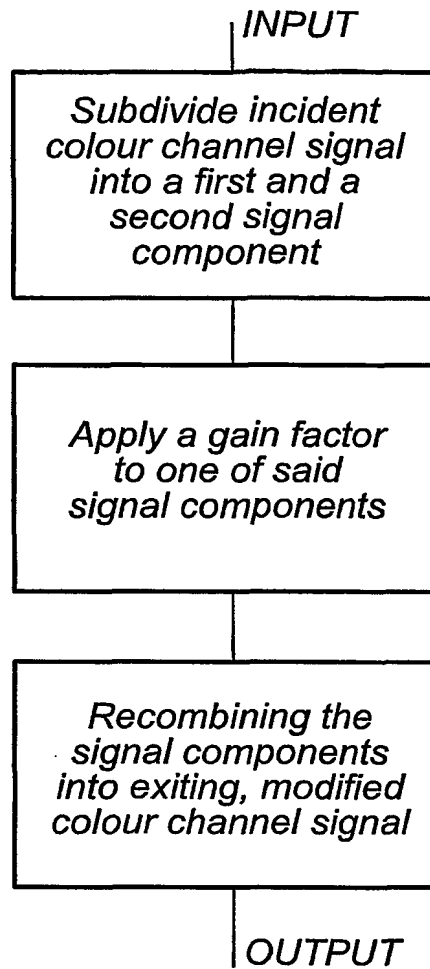 INPUT
Subdivide incident
colour channel signal
into a first and a
second signal
component
Apply a gain factor
to one of said
signal components
Recombining the
signal components
into exiting, modified
colour channel signal
OUTPUT